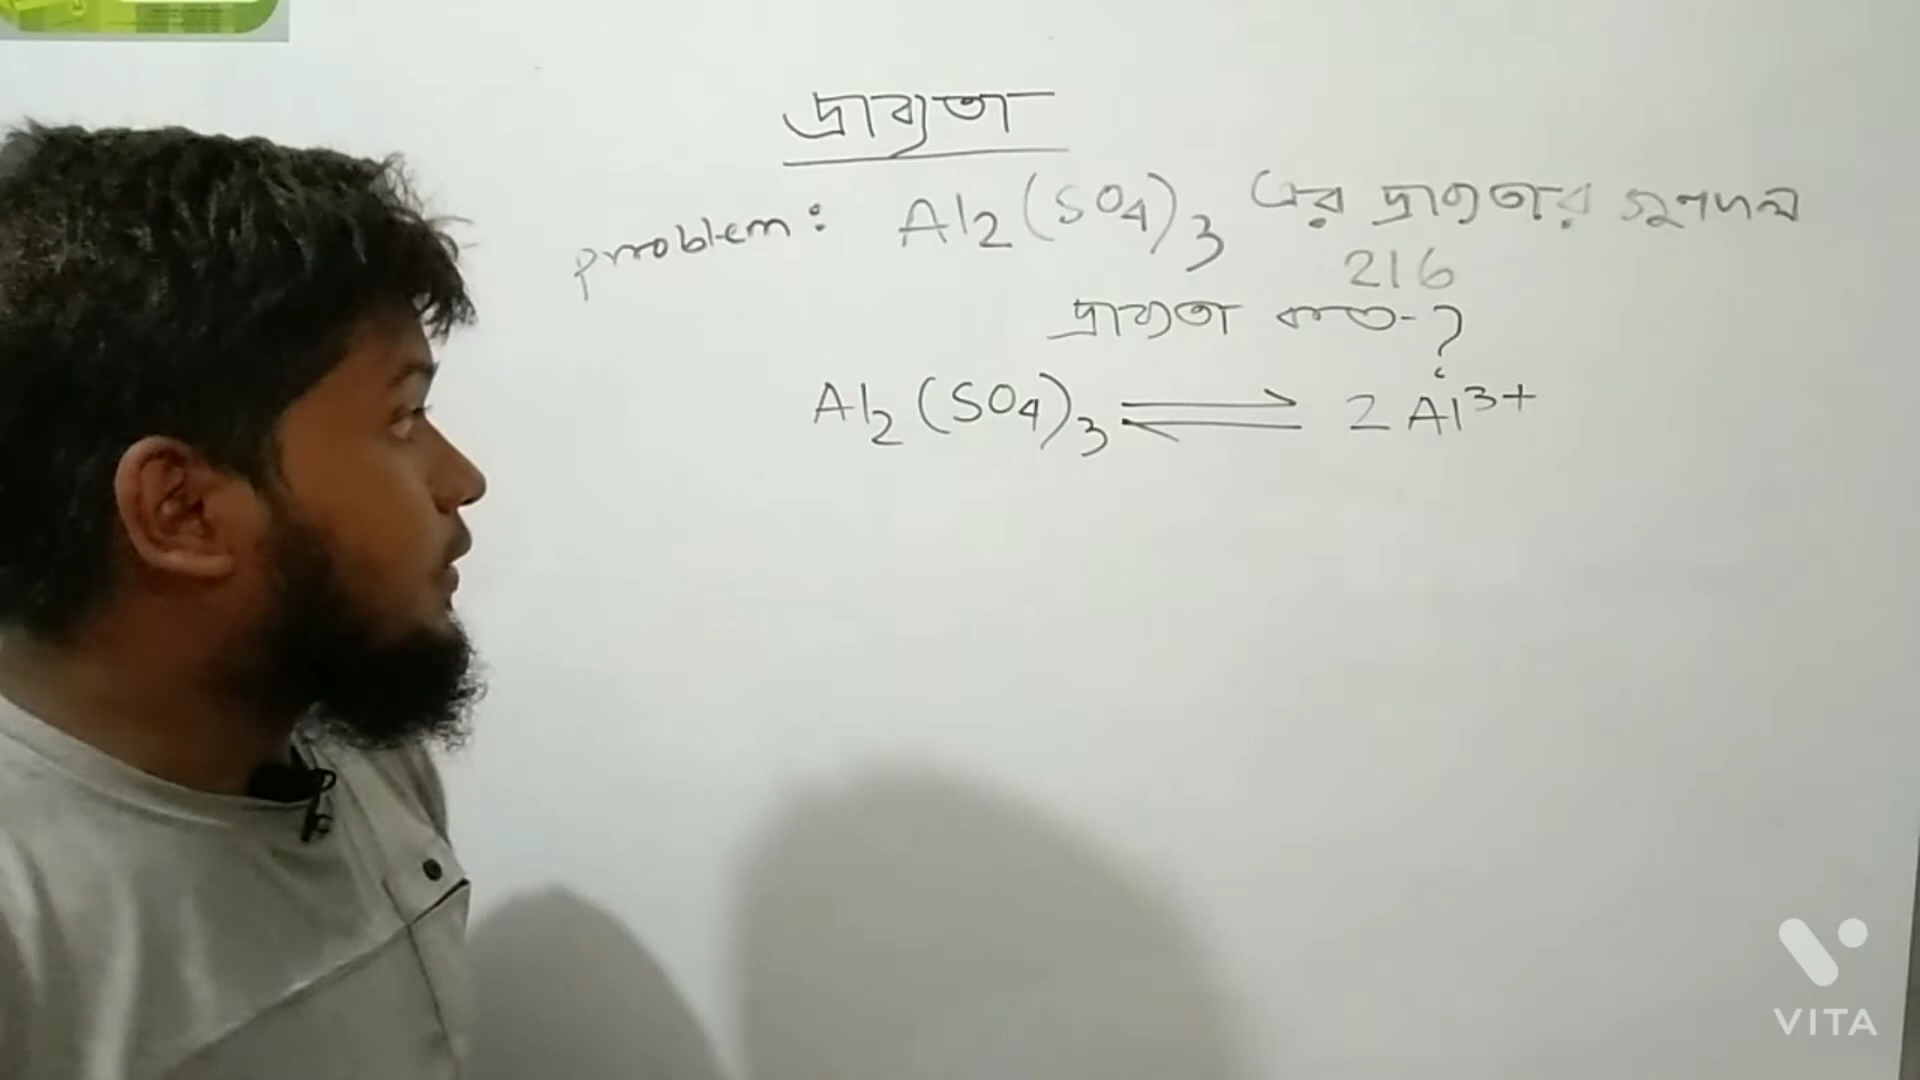 দ্রাব্যতা
problem: Al2(SO4)3 এর দ্রাব্যতার গুণফল
216
দ্রাব্যতা কত-?
Al2(SO4)3 ⇌ 2Al3+
VITA